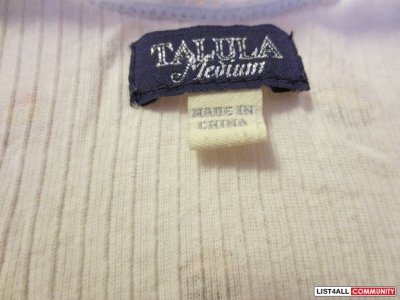 TALULA
Medium
MADE IN
CHINA
LIST4ALL COMMUNITY